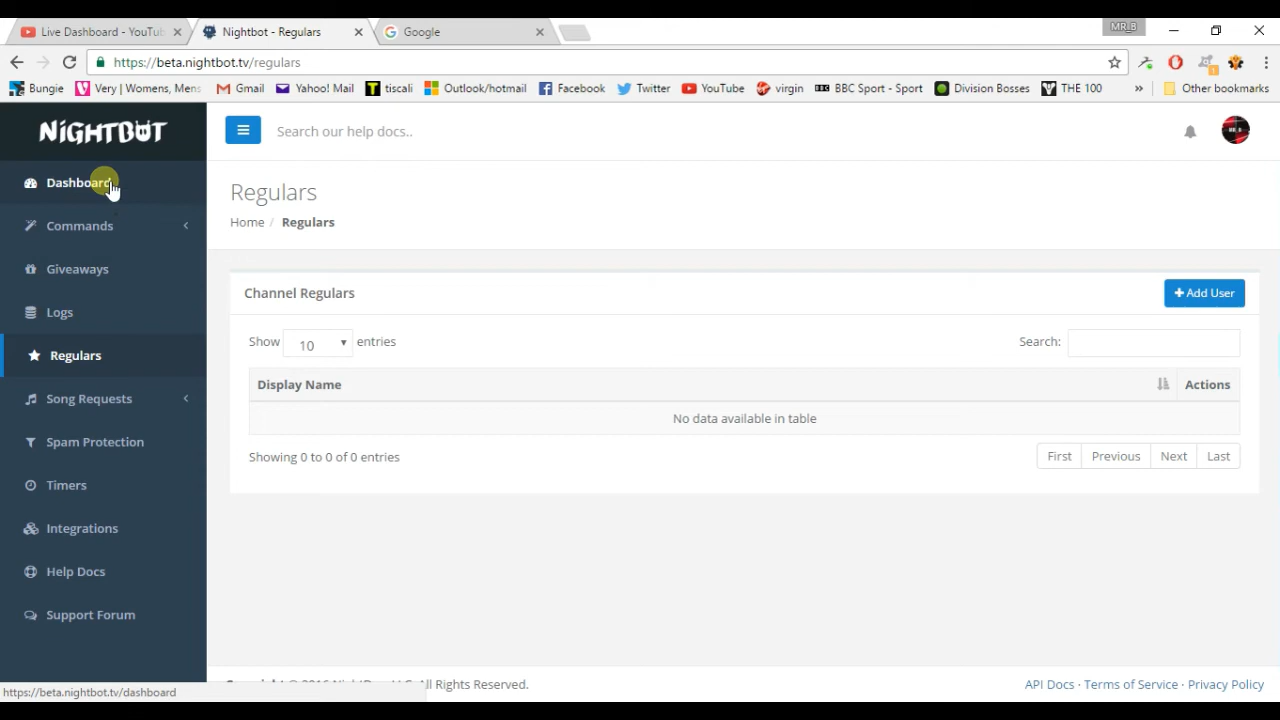 Live Dashboard - YouTub
Nightbot - Regulars
Google
MR_B
https://beta.nightbot.tv/regulars
Bungie
Very | Womens, Mens
Gmail
Yahoo! Mail
tiscali
Outlook/hotmail
Facebook
Twitter
YouTube
virgin
BBC Sport - Sport
Division Bosses
THE 100
»
Other bookmarks
NIGHTBOT
Search our help docs..
Dashboard
Commands
Giveaways
Logs
Regulars
Song Requests
Spam Protection
Timers
Integrations
Help Docs
Support Forum
Regulars
Home / Regulars
Channel Regulars
+ Add User
Show 10 entries
Search:
Display Name
Actions
No data available in table
Showing 0 to 0 of 0 entries
First Previous Next Last
All Rights Reserved.
API Docs · Terms of Service · Privacy Policy
https://beta.nightbot.tv/dashboard